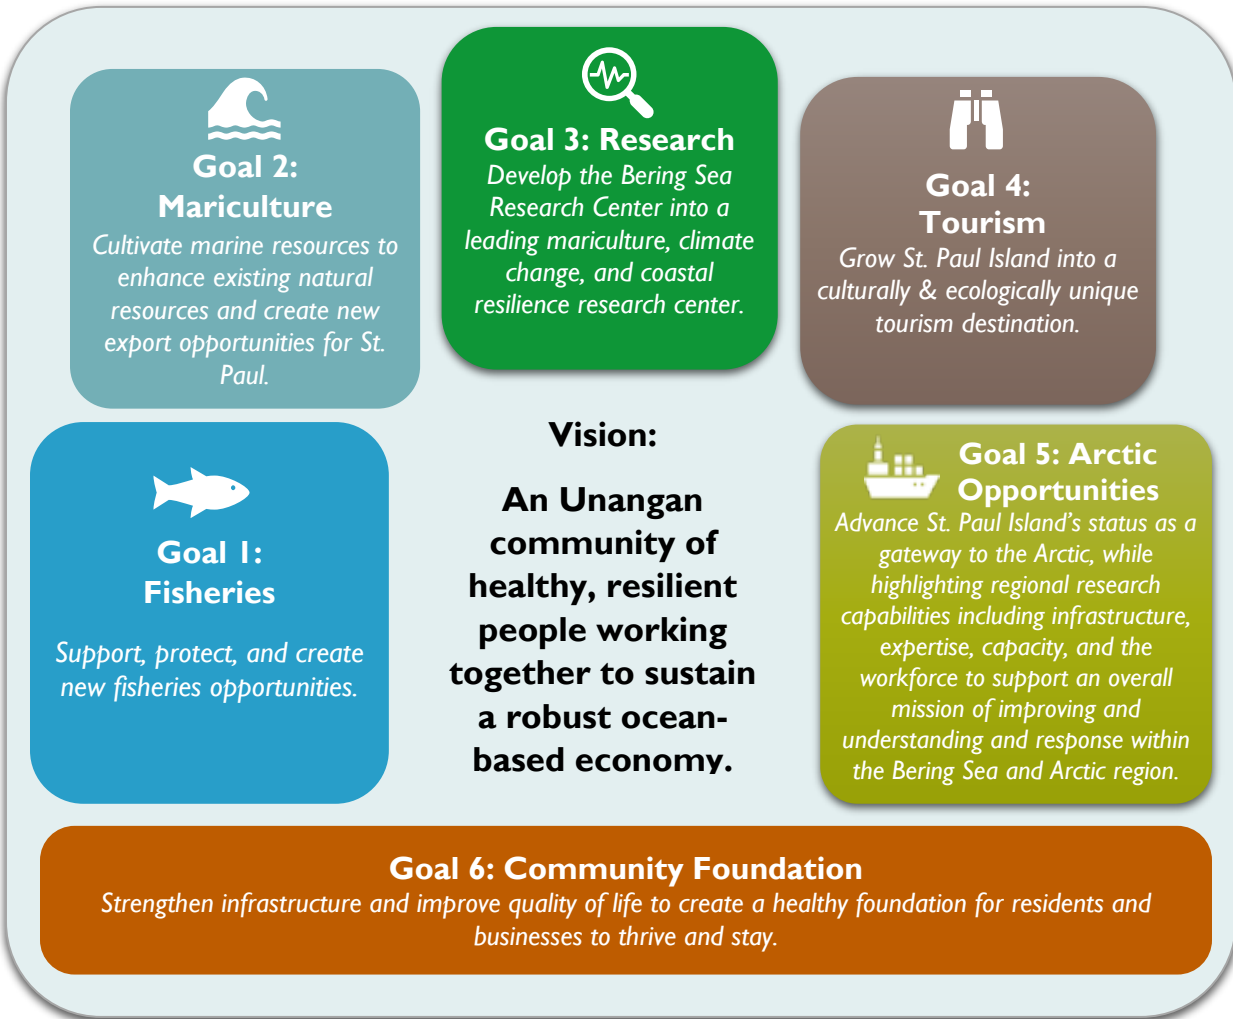 Goal 2:
Mariculture
Cultivate marine resources to
enhance existing natural
resources and create new
export opportunities for St.
Paul.
Goal 3: Research
Develop the Bering Sea
Research Center into a
leading mariculture, climate
change, and coastal
resilience research center.
Goal 4:
Tourism
Grow St. Paul Island into a
culturally & ecologically unique
tourism destination.
Goal 1:
Fisheries
Support, protect, and create
new fisheries opportunities.
Vision:
An Unangan
community of
healthy, resilient
people working
together to sustain
a robust ocean-
based economy.
Goal 5: Arctic
Opportunities
Advance St. Paul Island's status as a
gateway to the Arctic, while
highlighting regional research
capabilities including infrastructure,
expertise, capacity, and the
workforce to support an overall
mission of improving and
understanding and response within
the Bering Sea and Arctic region.
Goal 6: Community Foundation
Strengthen infrastructure and improve quality of life to create a healthy foundation for residents and
businesses to thrive and stay.